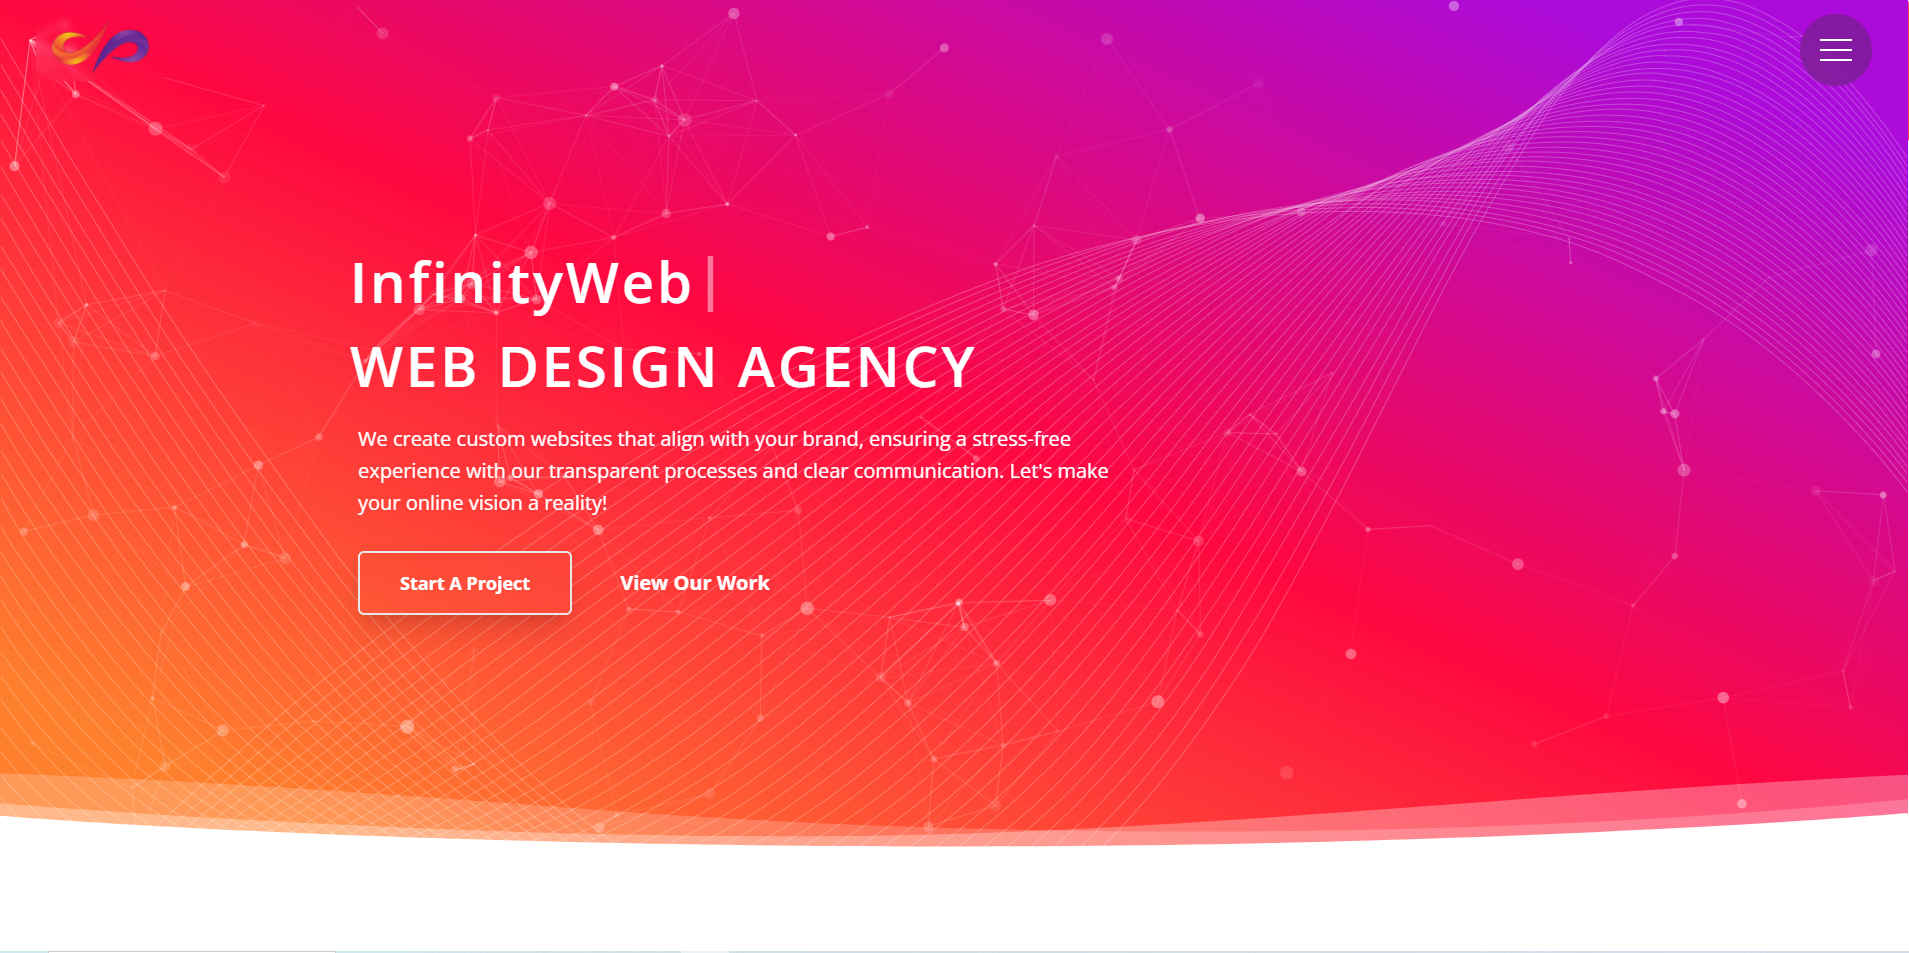 InfinityWeb
WEB DESIGN AGENCY
We create custom websites that align with your brand, ensuring a stress-free
experience with our transparent processes and clear communication. Let's make
your online vision a reality!
Start A Project
View Our Work